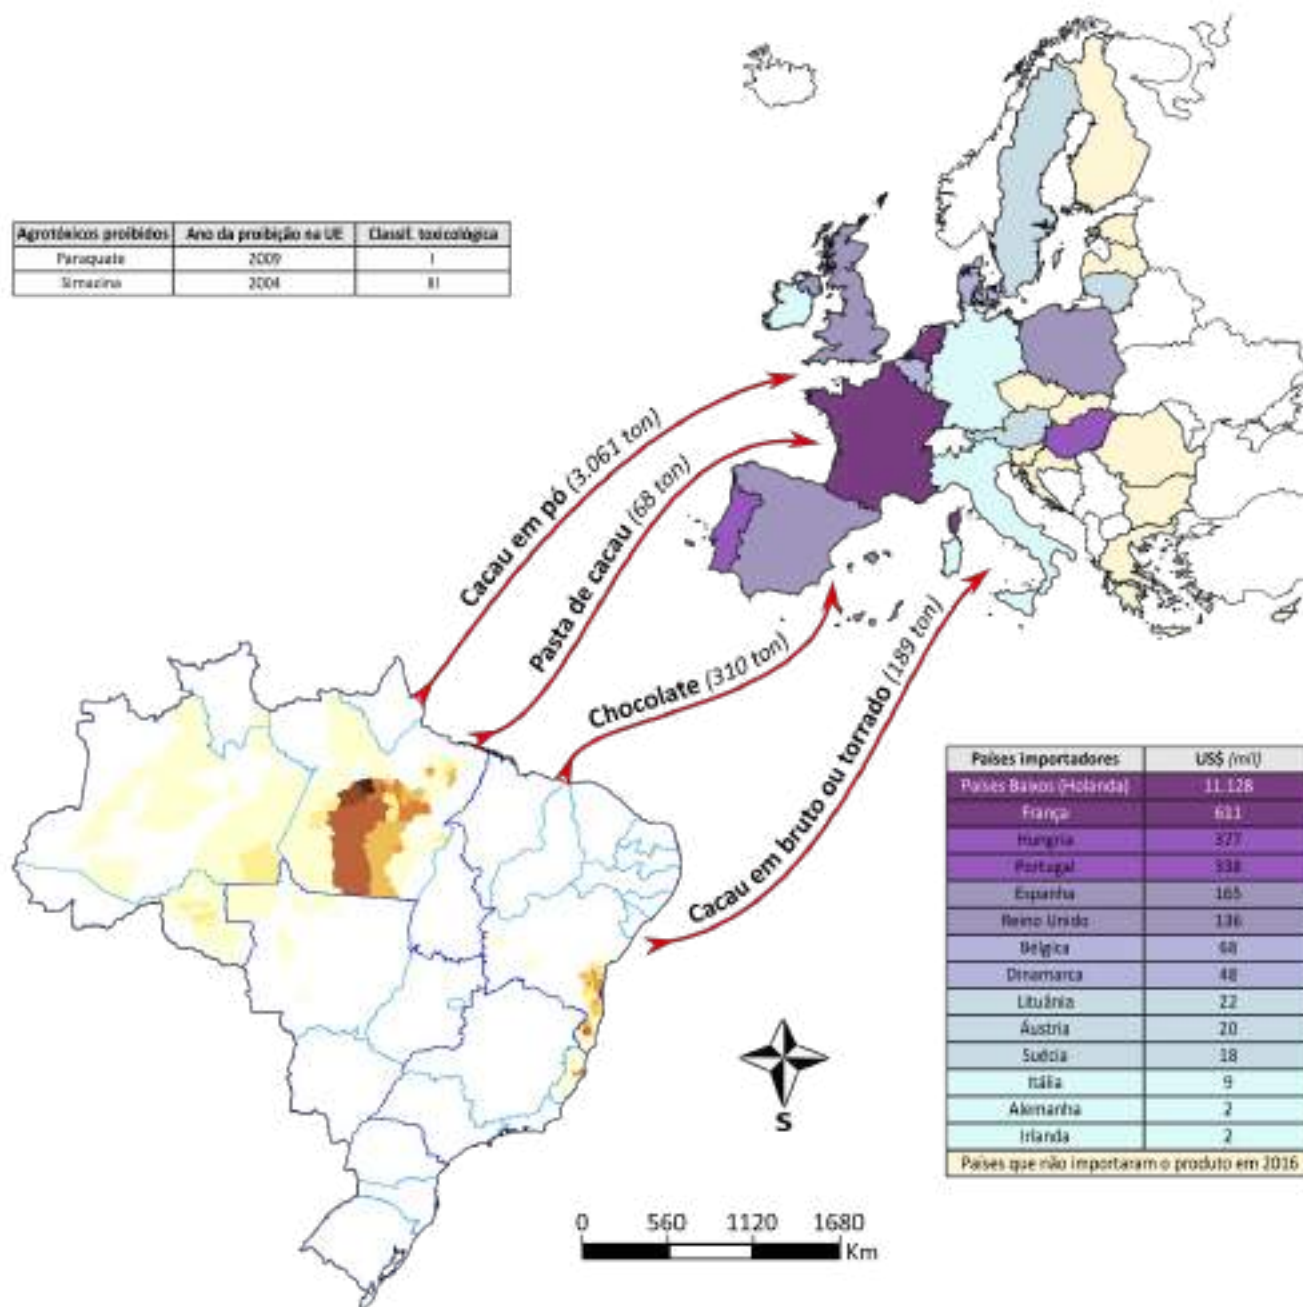 Agrotóxicos proibidos Ano da proibição na UE Classif. toxicológica
Paraquate 2009 I
Simazina 2004 III
Cacau em pó (3.061 ton)
Pasta de cacau (68 ton)
Chocolate (310 ton)
Cacau em bruto ou torrado (189 ton)
Países importadores US$ (mil)
Países Baixos (Holanda) 11.128
França 611
Hungria 377
Portugal 338
Espanha 165
Reino Unido 136
Bélgica 68
Dinamarca 48
Lituânia 22
Áustria 20
Suécia 18
Itália 9
Alemanha 2
Irlanda 2
Países que não importaram o produto em 2016
S
0 560 1120 1680
Km